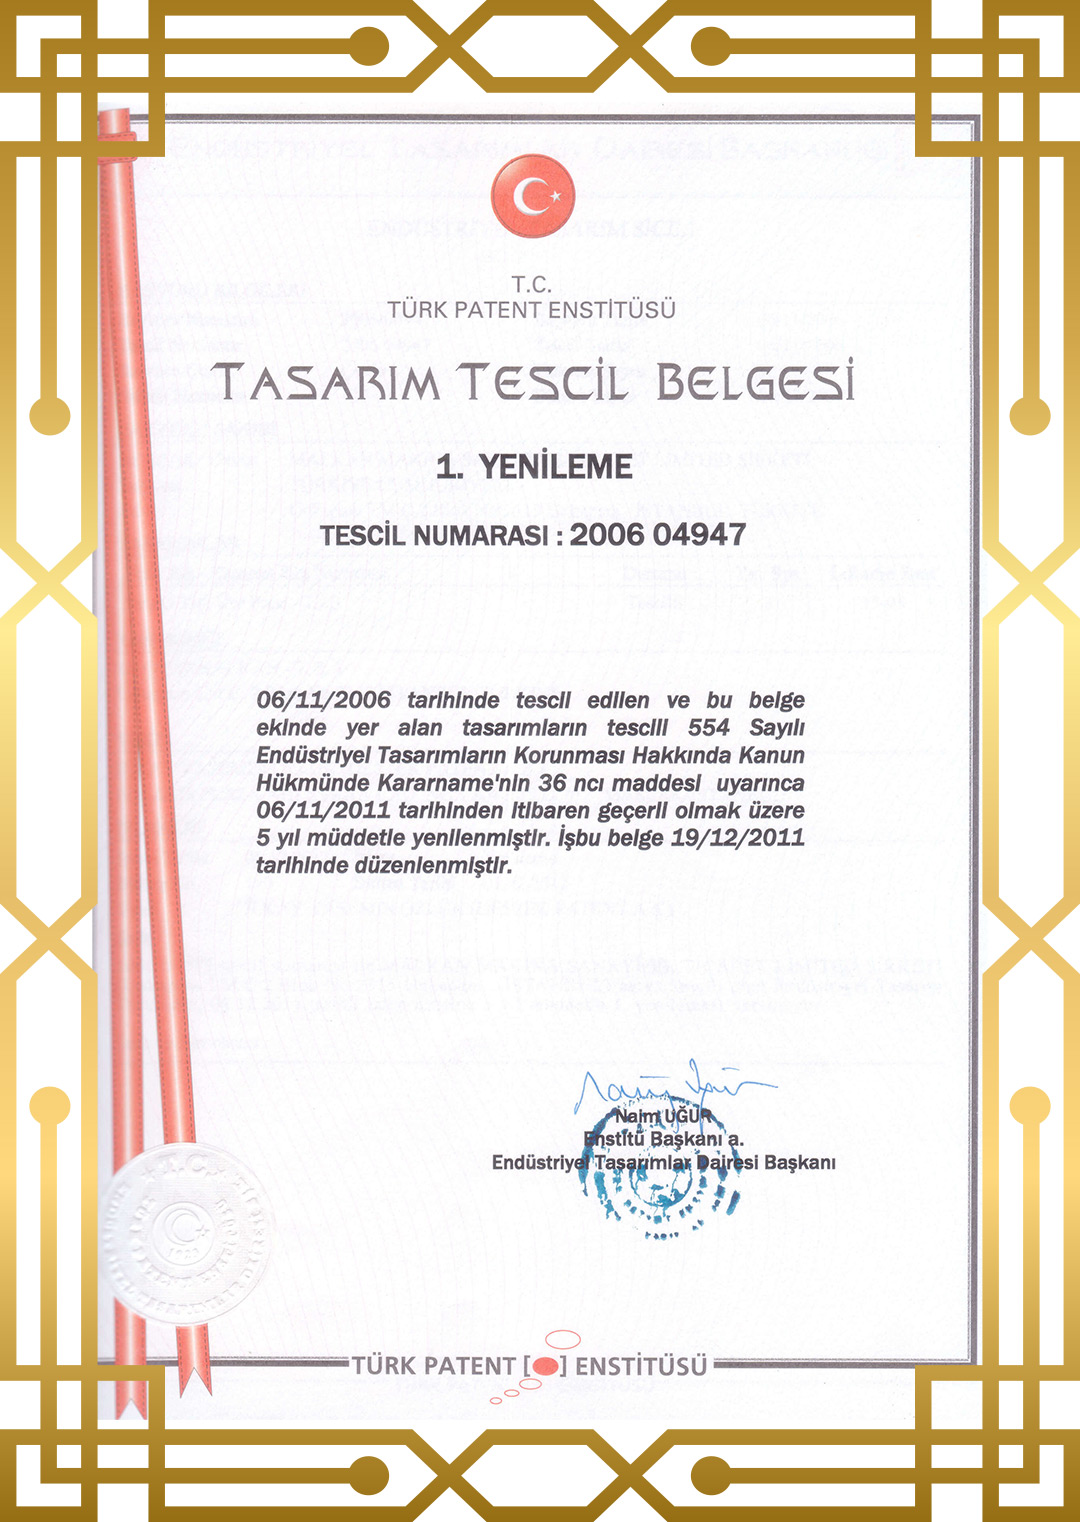 T.C.
TÜRK PATENT ENSTİTÜSÜ
TASARIM TESCİL BELGESİ
1. YENİLEME
TESCİL NUMARASI : 2006 04947
06/11/2006 tarihinde tescil edilen ve bu belge
ekinde yer alan tasarımların tescili 554 Sayılı
Endüstriyel Tasarımların Korunması Hakkında Kanun
Hükmünde Kararname'nin 36 ncı maddesi uyarınca
06/11/2011 tarihinden itibaren geçerli olmak üzere
5 yıl müddetle yenilenmiştir. İşbu belge 19/12/2011
tarihinde düzenlenmiştir.
Naim UĞUR
Enstitü Başkanı a.
Endüstriyel Tasarımlar Dairesi Başkanı
TÜRK PATENT [ ] ENSTİTÜSÜ